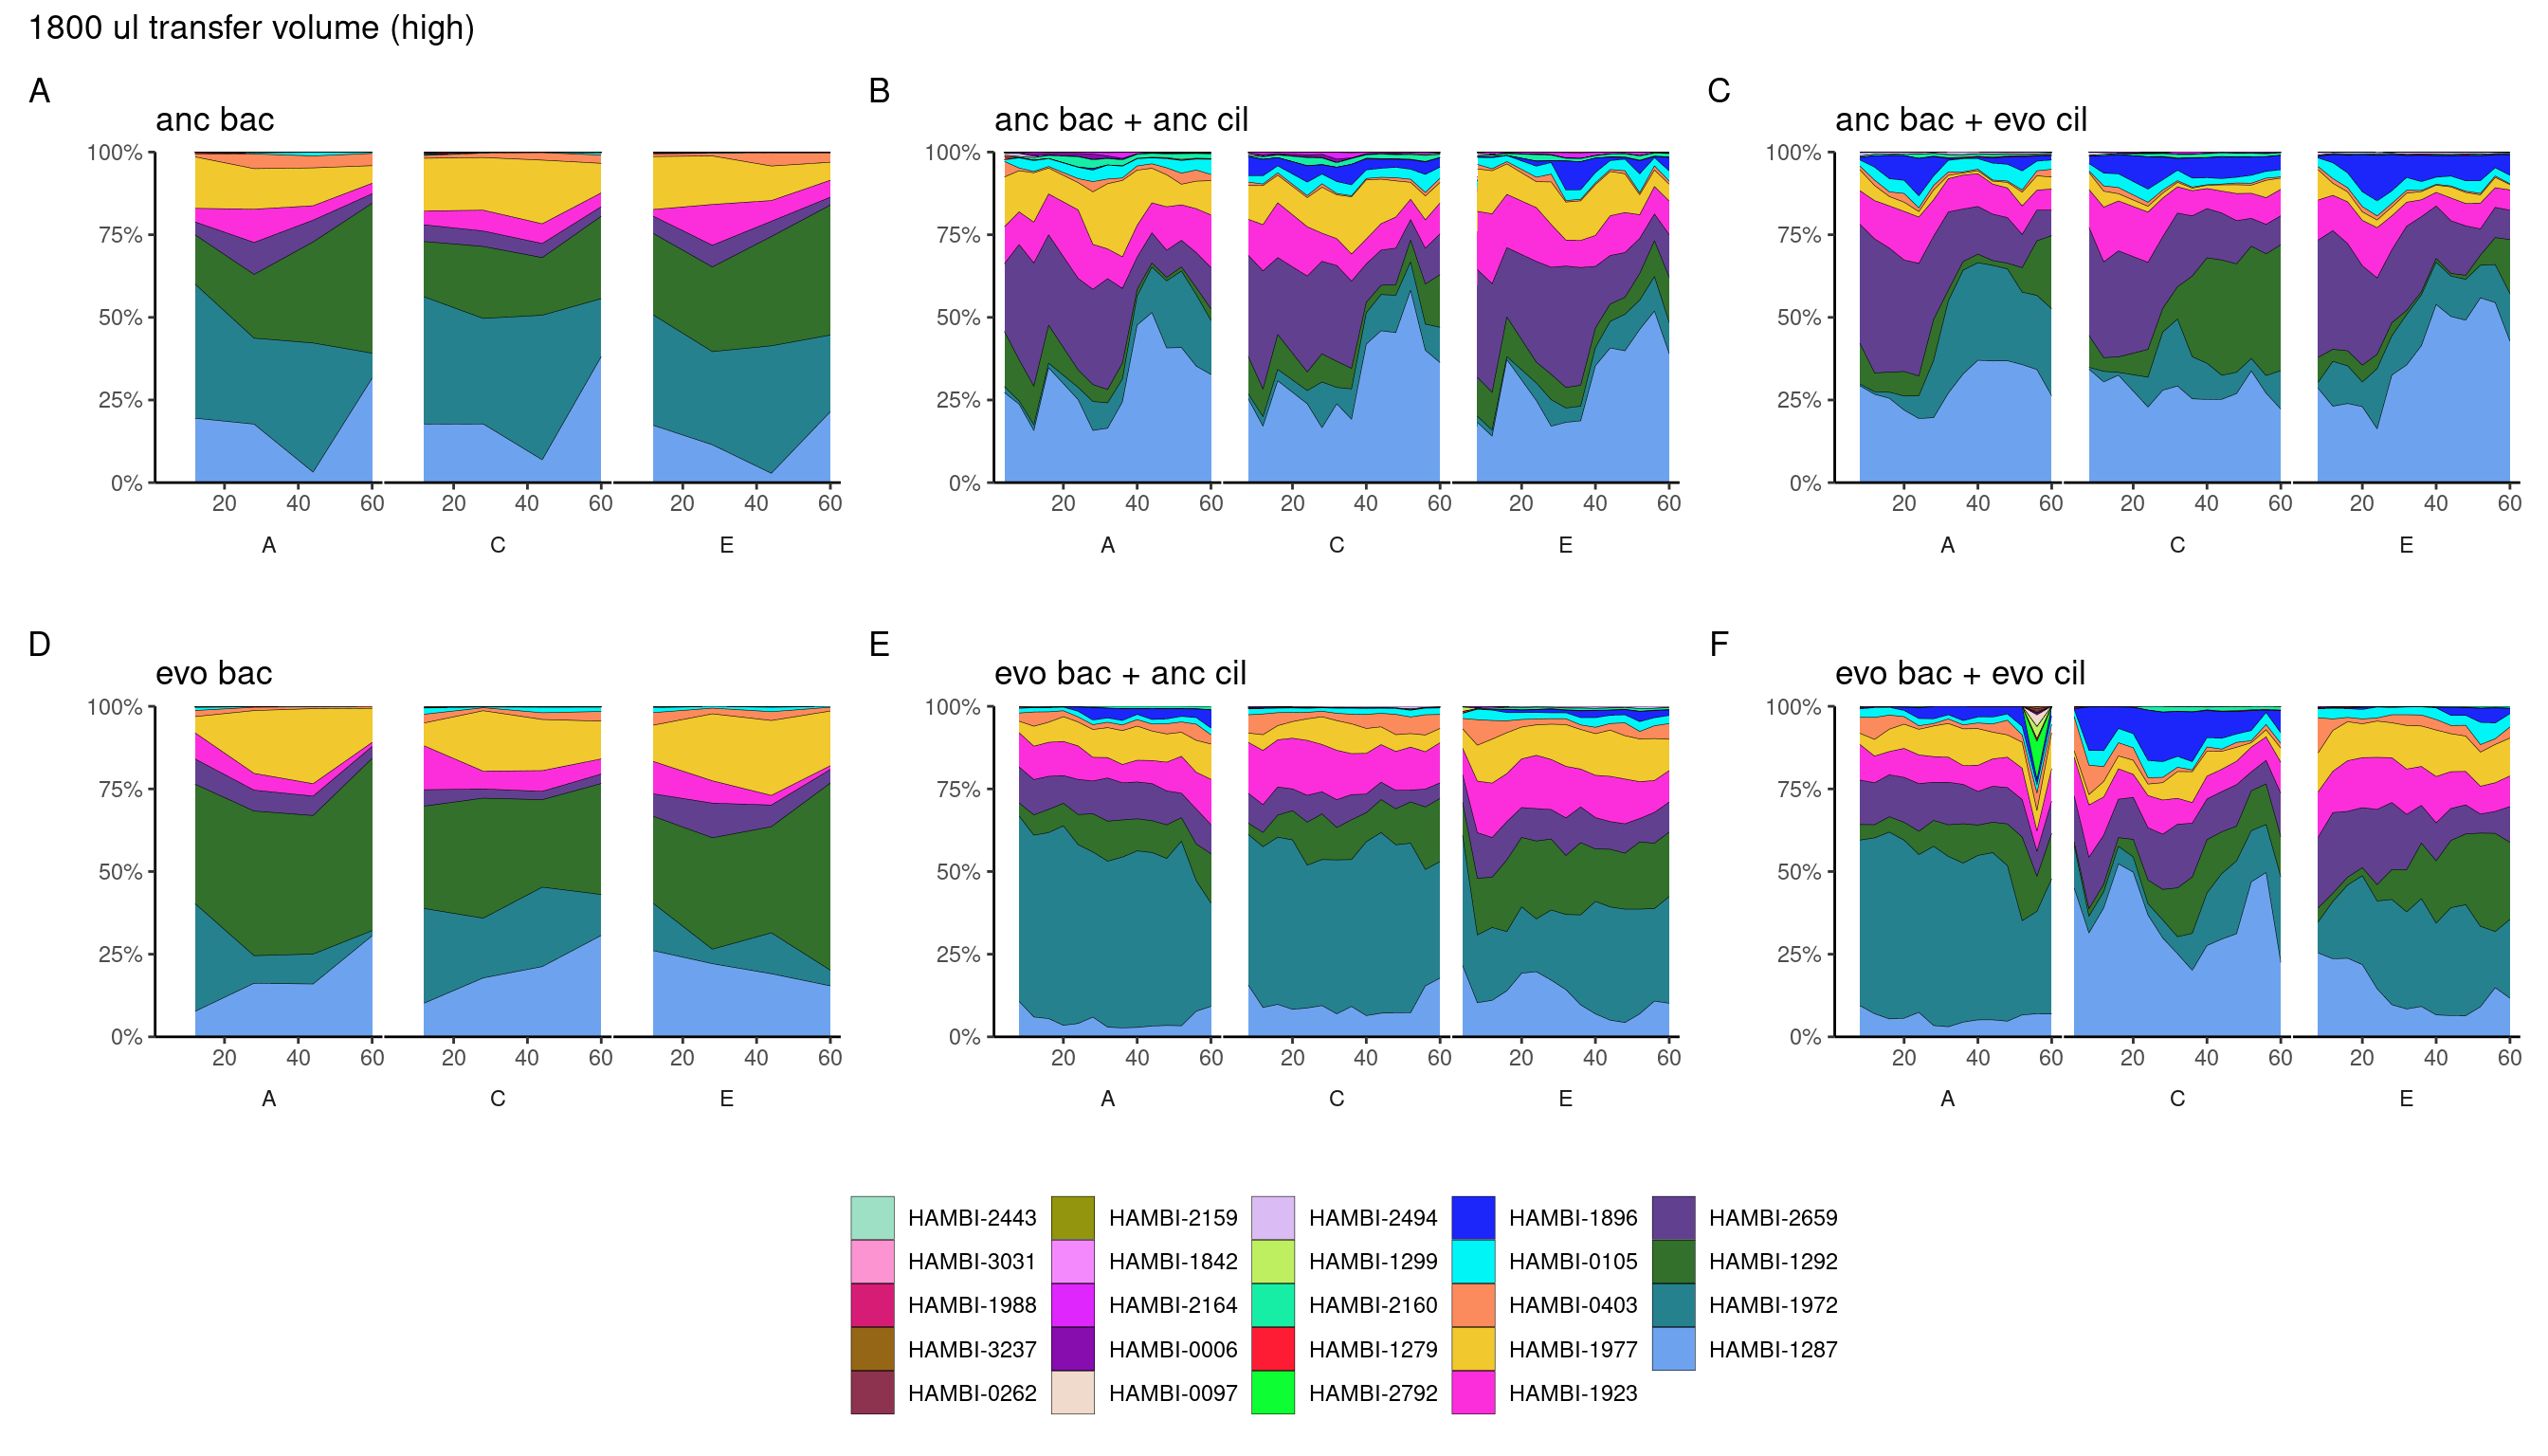 1800 ul transfer volume (high)
A
B
C
anc bac
anc bac + anc cil
anc bac + evo cil
100%
75%
50%
25%
0%
20 40 60 20 40 60 20 40 60
A C E
100%
75%
50%
25%
0%
20 40 60 20 40 60 20 40 60
A C E
100%
75%
50%
25%
0%
20 40 60 20 40 60 20 40 60
A C E
D
E
F
evo bac
evo bac + anc cil
evo bac + evo cil
100%
75%
50%
25%
0%
20 40 60 20 40 60 20 40 60
A C E
100%
75%
50%
25%
0%
20 40 60 20 40 60 20 40 60
A C E
100%
75%
50%
25%
0%
20 40 60 20 40 60 20 40 60
A C E
HAMBI-2443 HAMBI-2159 HAMBI-2494 HAMBI-1896 HAMBI-2659
HAMBI-3031 HAMBI-1842 HAMBI-1299 HAMBI-0105 HAMBI-1292
HAMBI-1988 HAMBI-2164 HAMBI-2160 HAMBI-0403 HAMBI-1972
HAMBI-3237 HAMBI-0006 HAMBI-1279 HAMBI-1977 HAMBI-1287
HAMBI-0262 HAMBI-0097 HAMBI-2792 HAMBI-1923